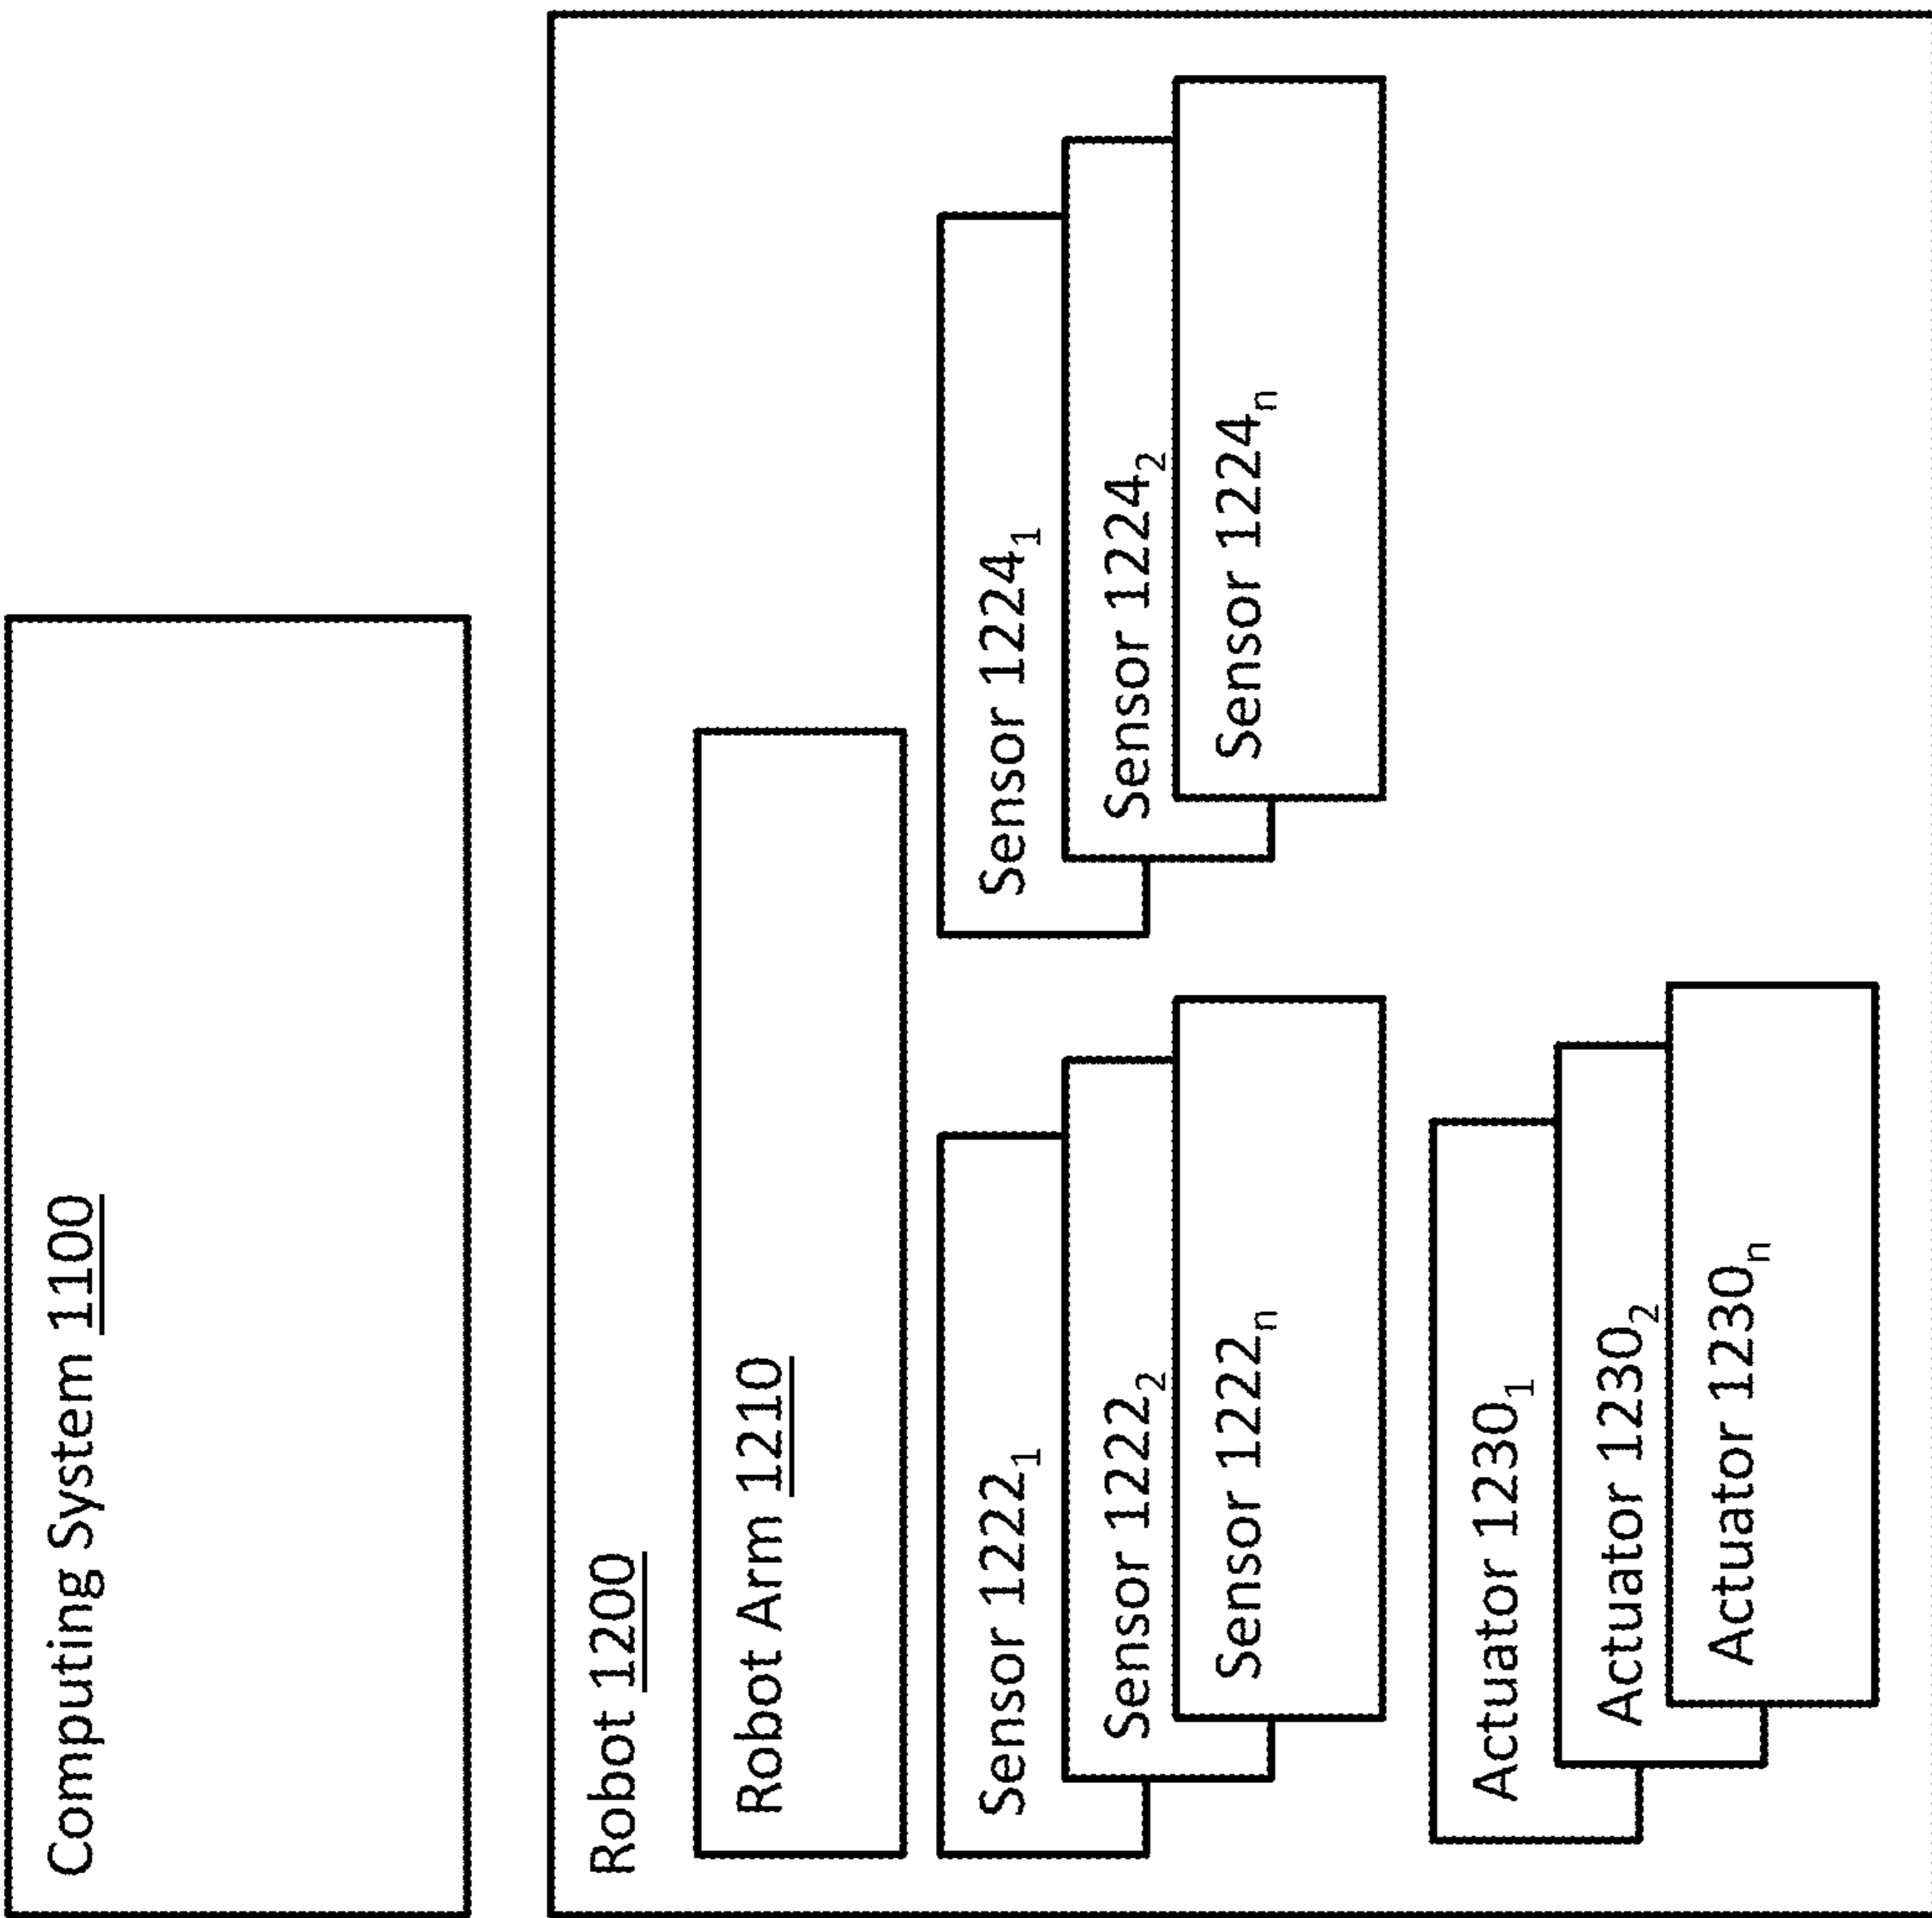 Computing System 1100
Robot 1200
Robot Arm 1210
Sensor 1222₁
Sensor 1222₂
Sensor 1222ₙ
Sensor 1224₁
Sensor 1224₂
Sensor 1224ₙ
Actuator 1230₁
Actuator 1230₂
Actuator 1230ₙ